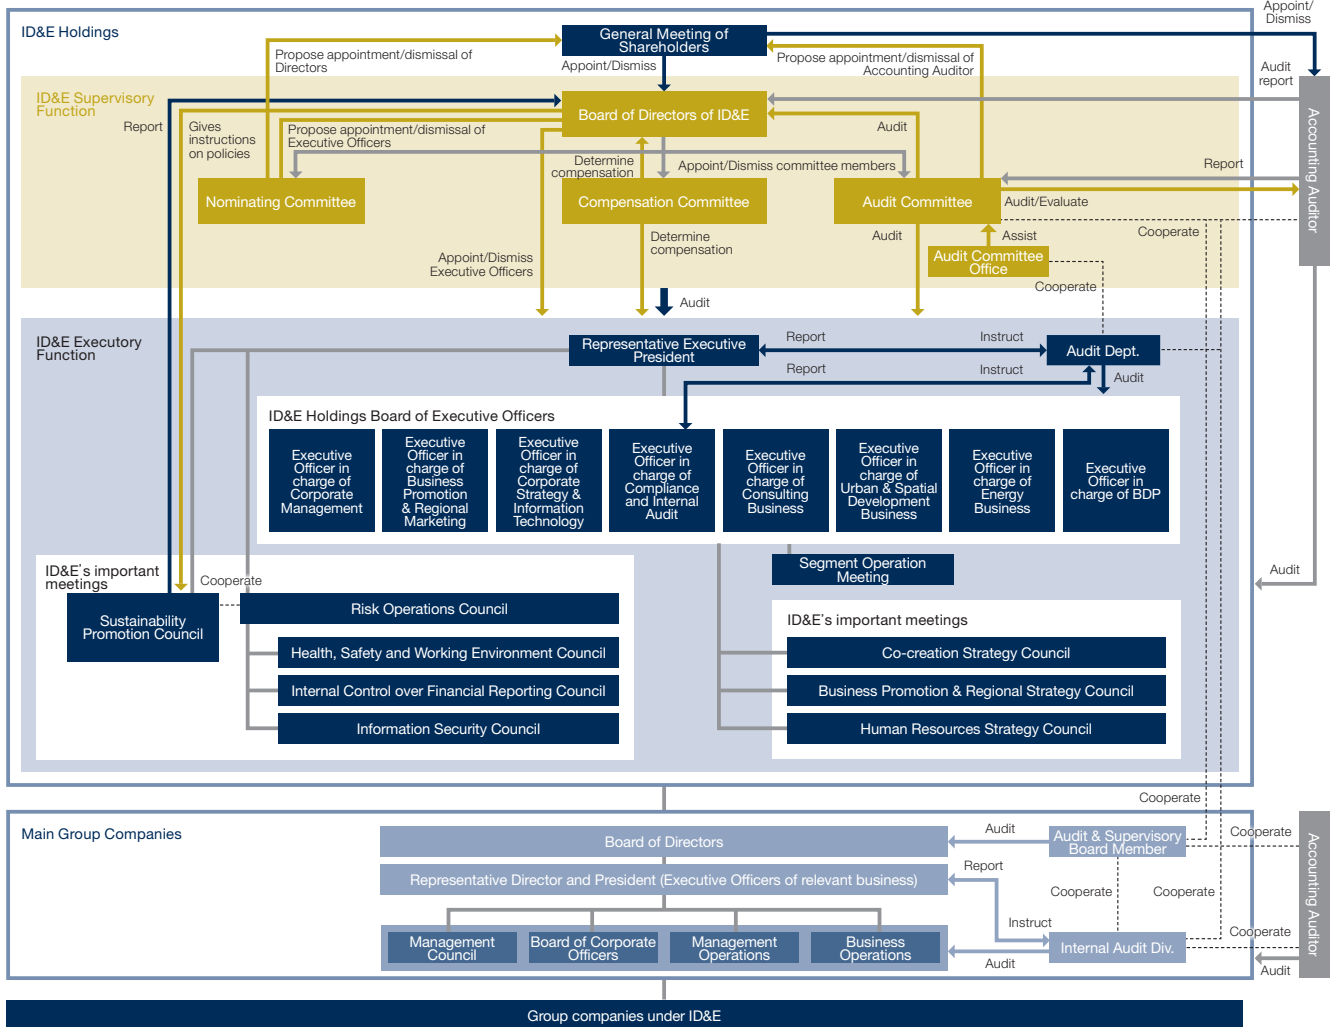 Appoint/
Dismiss
ID&E Holdings
General Meeting of
Shareholders
Propose appointment/dismissal of
Directors
Appoint/Dismiss
Propose appointment/dismissal of
Accounting Auditor
Audit
report
ID&E Supervisory
Function
Board of Directors of ID&E
Report
Gives
instructions
on policies
Propose appointment/dismissal of
Executive Officers
Audit
Determine
compensation
Appoint/Dismiss committee members
Report
Accounting Auditor
Nominating Committee
Compensation Committee
Audit Committee
Audit/Evaluate
Cooperate
Determine
compensation
Audit
Assist
Appoint/Dismiss
Executive Officers
Audit Committee
Office
Cooperate
Audit
ID&E Executory
Function
Representative Executive
President
Report
Instruct
Audit Dept.
Report
Instruct
Audit
ID&E Holdings Board of Executive Officers
Executive
Officer in
charge of
Corporate
Management
Executive
Officer in
charge of
Business
Promotion
& Regional
Marketing
Executive
Officer in
charge of
Corporate
Strategy &
Information
Technology
Executive
Officer in
charge of
Compliance
and Internal
Audit
Executive
Officer in
charge of
Consulting
Business
Executive
Officer in
charge of
Urban & Spatial
Development
Business
Executive
Officer in
charge of
Energy
Business
Executive
Officer in
charge of BDP
ID&E's important
meetings
Cooperate
Segment Operation
Meeting
Audit
Sustainability
Promotion Council
Risk Operations Council
Health, Safety and Working Environment Council
Internal Control over Financial Reporting Council
Information Security Council
ID&E's important meetings
Co-creation Strategy Council
Business Promotion & Regional Strategy Council
Human Resources Strategy Council
Cooperate
Main Group Companies
Board of Directors
Audit
Audit & Supervisory
Board Member
Cooperate
Accounting Auditor
Representative Director and President (Executive Officers of relevant business)
Report
Cooperate
Cooperate
Instruct
Management
Council
Board of Corporate
Officers
Management
Operations
Business
Operations
Internal Audit Div.
Cooperate
Audit
Audit
Group companies under ID&E